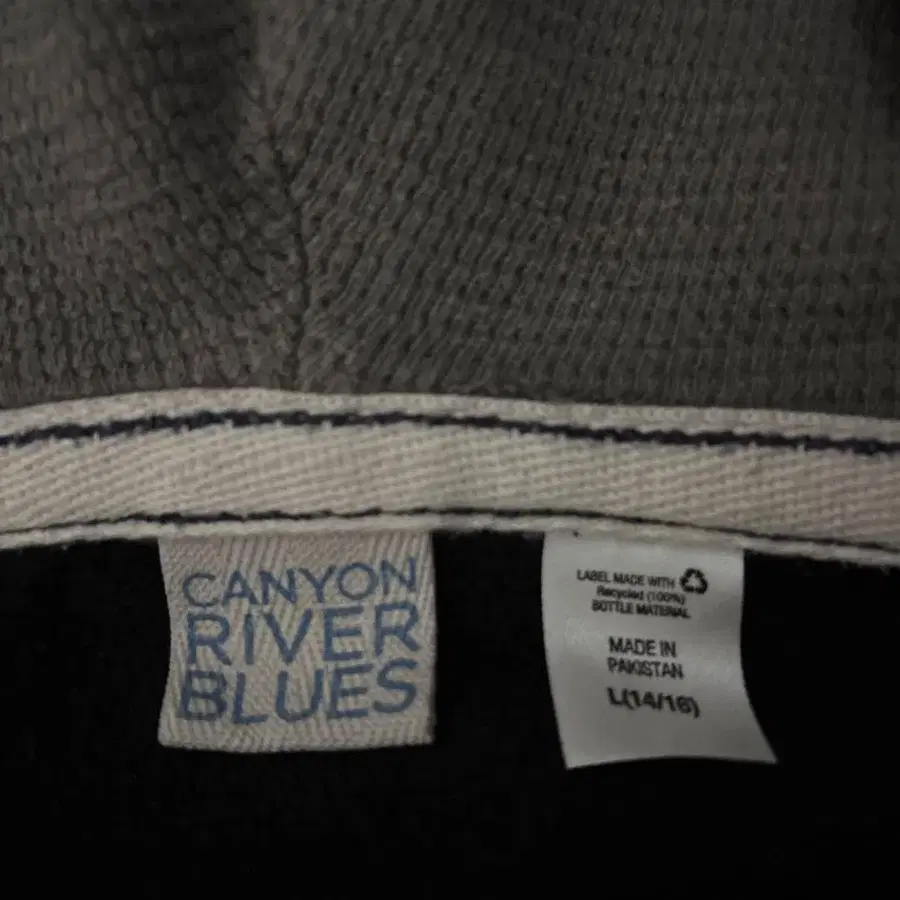 CANYON
RIVER
BLUES
LABEL MADE WITH
Recycled (100%)
BOTTLE MATERIAL
MADE IN
PAKISTAN
L(14/16)